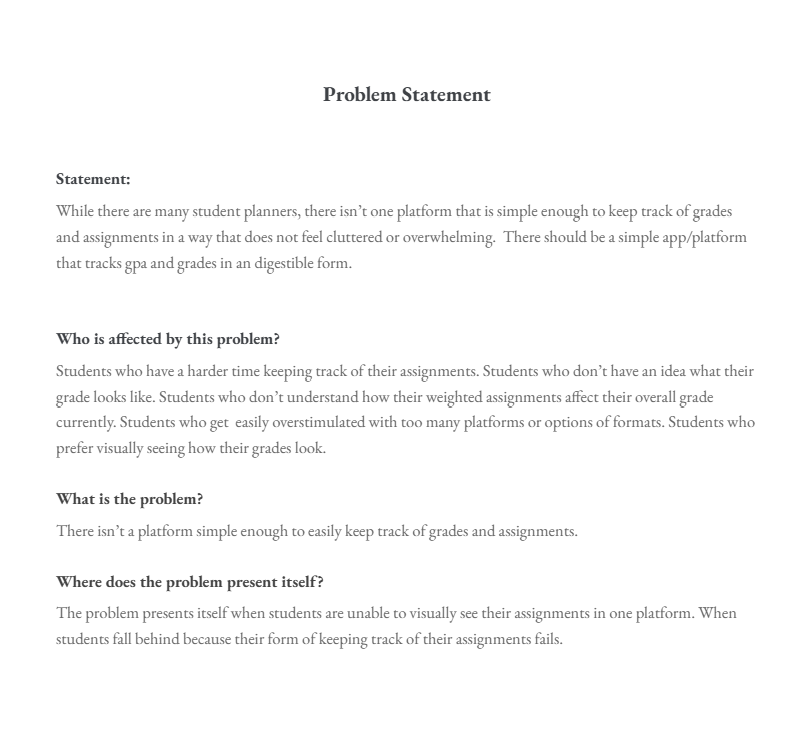 Problem Statement
Statement:
While there are many student planners, there isn’t one platform that is simple enough to keep track of grades
and assignments in a way that does not feel cluttered or overwhelming.  There should be a simple app/platform
that tracks gpa and grades in an digestible form.
Who is affected by this problem?
Students who have a harder time keeping track of their assignments. Students who don’t have an idea what their
grade looks like. Students who don’t understand how their weighted assignments affect their overall grade
currently. Students who get  easily overstimulated with too many platforms or options of formats. Students who
prefer visually seeing how their grades look.
What is the problem?
There isn’t a platform simple enough to easily keep track of grades and assignments.
Where does the problem present itself?
The problem presents itself when students are unable to visually see their assignments in one platform. When
students fall behind because their form of keeping track of their assignments fails.